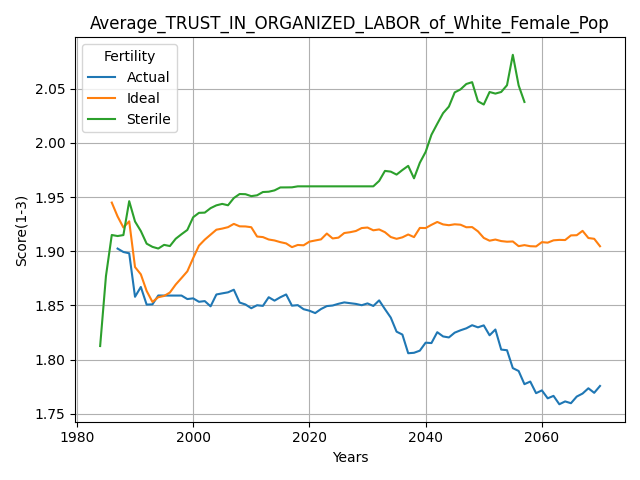 Average_TRUST_IN_ORGANIZED_LABOR_of_White_Female_Pop
Fertility
Actual
Ideal
Sterile
Score(1-3)
2.05
2.00
1.95
1.90
1.85
1.80
1.75
1980
2000
2020
2040
2060
Years